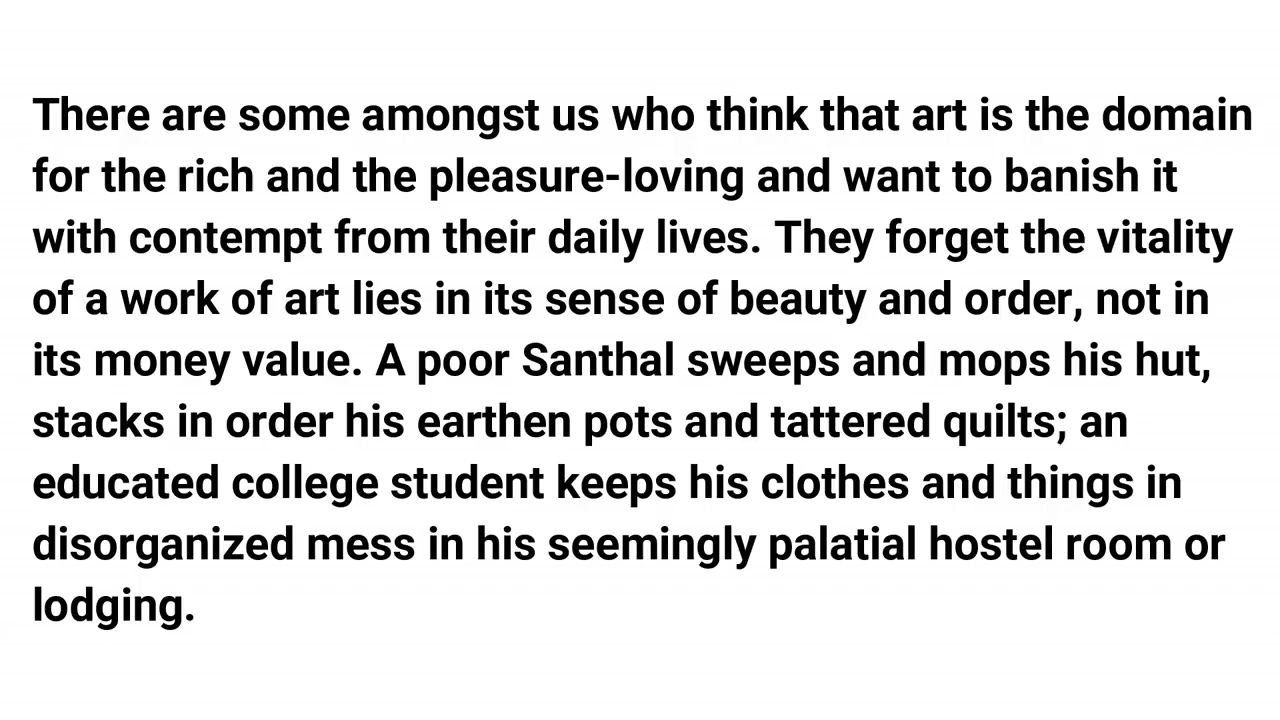 There are some amongst us who think that art is the domain
for the rich and the pleasure-loving and want to banish it
with contempt from their daily lives. They forget the vitality
of a work of art lies in its sense of beauty and order, not in
its money value. A poor Santhal sweeps and mops his hut,
stacks in order his earthen pots and tattered quilts; an
educated college student keeps his clothes and things in
disorganized mess in his seemingly palatial hostel room or
lodging.